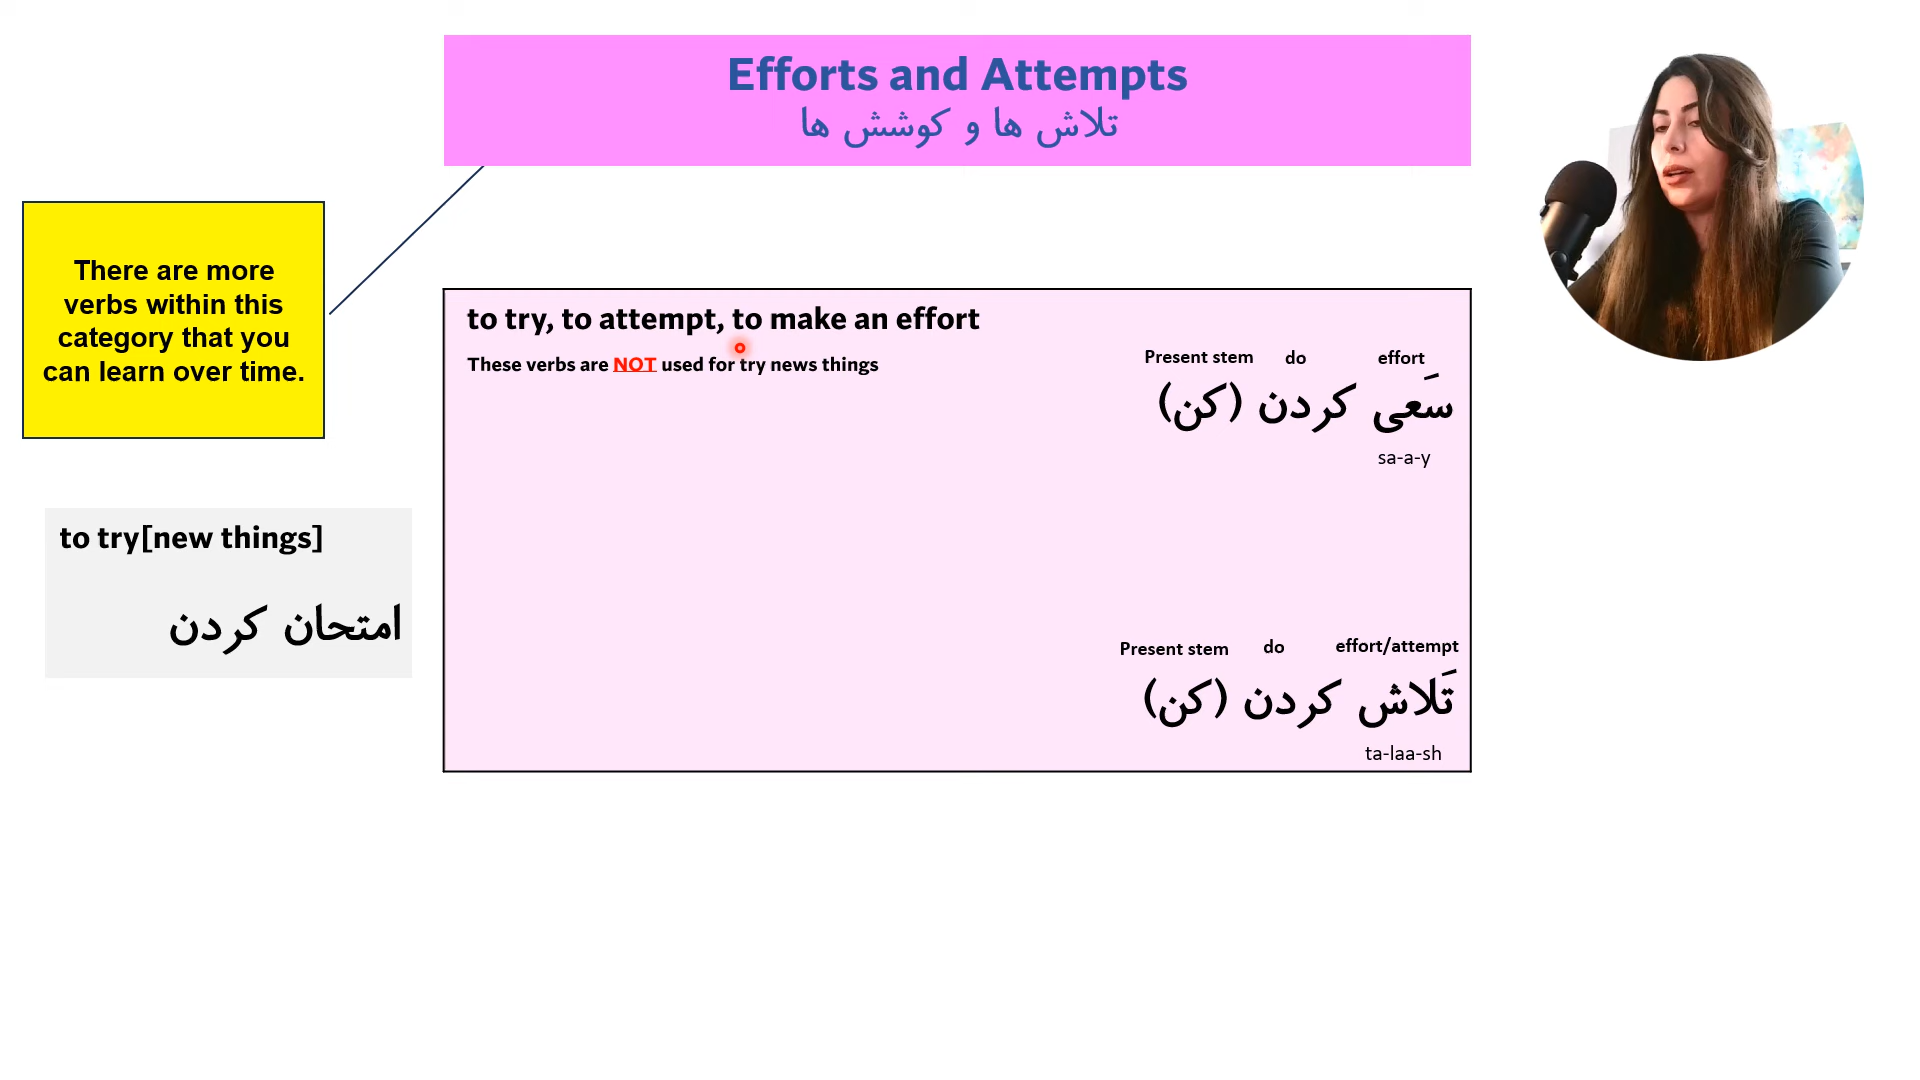 Efforts and Attempts
تلاش ها و کوشش ها
There are more
verbs within this
category that you
can learn over time.
to try, to attempt, to make an effort
These verbs are NOT used for try news things
Present stem do effort
سَعی کردن (کن)
sa-a-y
to try[new things]
امتحان کردن
Present stem do effort/attempt
تَلاش کردن (کن)
ta-laa-sh